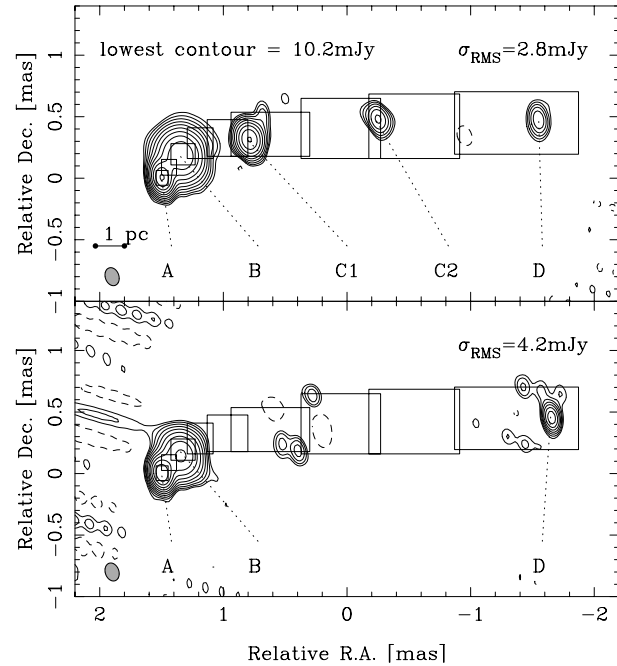 lowest contour = 10.2mJy
σRMS=2.8mJy
Relative Dec. [mas]
1
0.5
0
−0.5
1 pc
A
B
C1
C2
D
σRMS=4.2mJy
Relative Dec. [mas]
1
0.5
0
−0.5
−1
A
B
D
2
1
0
−1
−2
Relative R.A. [mas]